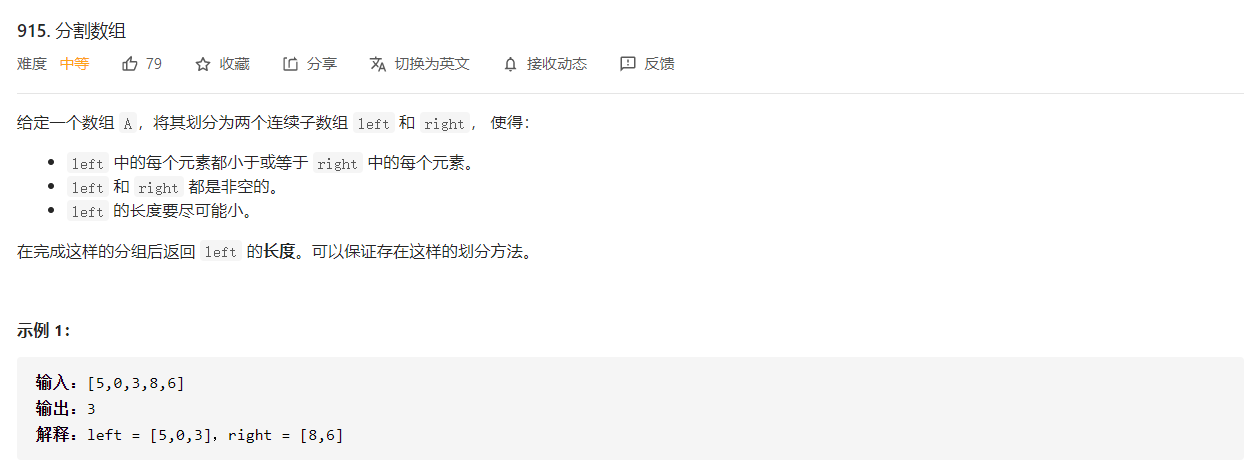 915. 分割数组
难度 中等 79 收藏 分享 切换为英文 接收动态 反馈
给定一个数组 A，将其划分为两个连续子数组 left 和 right， 使得：
left 中的每个元素都小于或等于 right 中的每个元素。
left 和 right 都是非空的。
left 的长度要尽可能小。
在完成这样的分组后返回 left 的长度。可以保证存在这样的划分方法。
示例 1：
输入：[5,0,3,8,6]
输出：3
解释：left = [5,0,3]，right = [8,6]